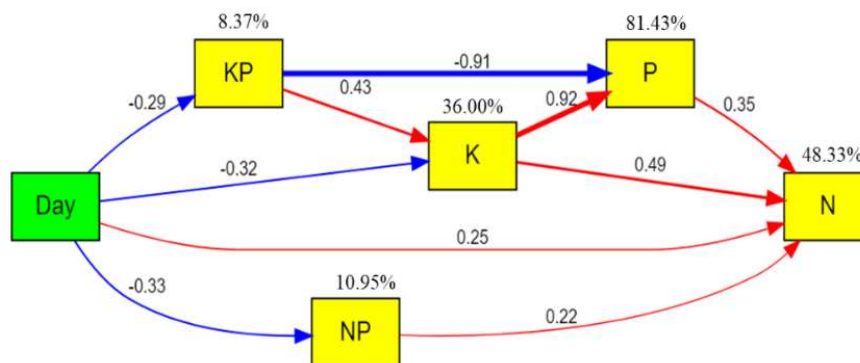 8.37%
81.43%
KP
-0.91
P
-0.29
0.43
36.00%
0.92
0.35
K
48.33%
-0.32
0.49
Day
N
0.25
-0.33
10.95%
0.22
NP